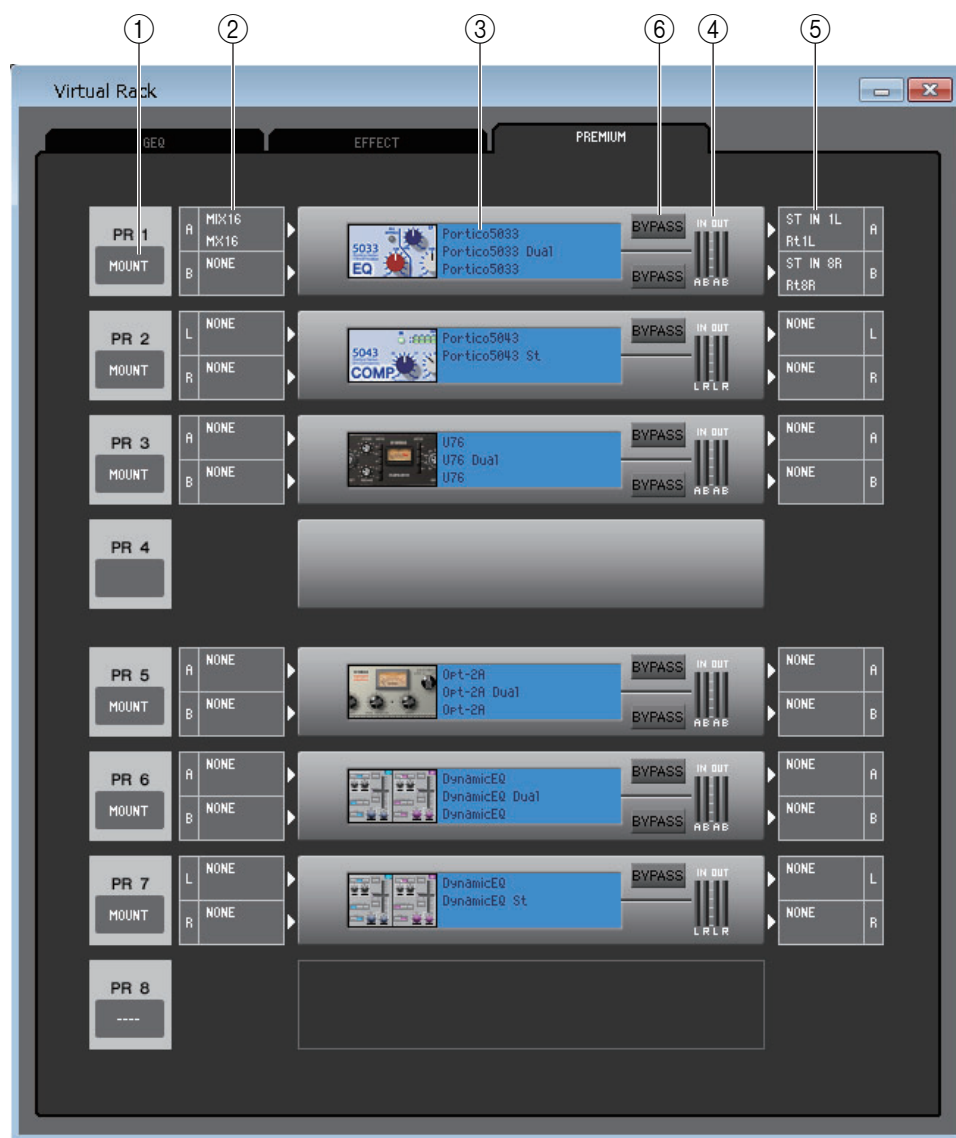 ① ② ③ ⑥ ④ ⑤
Virtual Rack
GEQ EFFECT PREMIUM
PR 1
MOUNT
A MIX16
MX16
B NONE
5033
EQ
Portico5033
Portico5033 Dual
Portico5033
BYPASS
BYPASS
IN OUT
A B A B
ST IN 1L A
Rt1L
ST IN 8R B
Rt8R
PR 2
MOUNT
L NONE
R NONE
5043
COMP
Portico5043
Portico5043 St
BYPASS
IN OUT
L R L R
NONE L
NONE R
PR 3
MOUNT
A NONE
B NONE
U76
U76 Dual
U76
BYPASS
BYPASS
IN OUT
A B A B
NONE A
NONE B
PR 4
PR 5
MOUNT
A NONE
B NONE
Opt-2A
Opt-2A Dual
Opt-2A
BYPASS
BYPASS
IN OUT
A B A B
NONE A
NONE B
PR 6
MOUNT
A NONE
B NONE
DynamicEQ
DynamicEQ Dual
DynamicEQ
BYPASS
BYPASS
IN OUT
A B A B
NONE A
NONE B
PR 7
MOUNT
L NONE
R NONE
DynamicEQ
DynamicEQ St
BYPASS
IN OUT
L R L R
NONE L
NONE R
PR 8
----